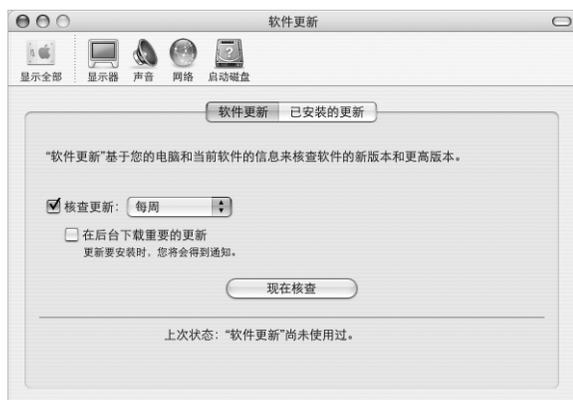 软件更新
显示全部 显示器 声音 网络 启动磁盘
软件更新 已安装的更新
“软件更新”基于您的电脑和当前软件的信息来核查软件的新版本和更高版本。
核查更新： 每周
在后台下载重要的更新
更新要安装时，您将会得到通知。
现在核查
上次状态：“软件更新”尚未使用过。